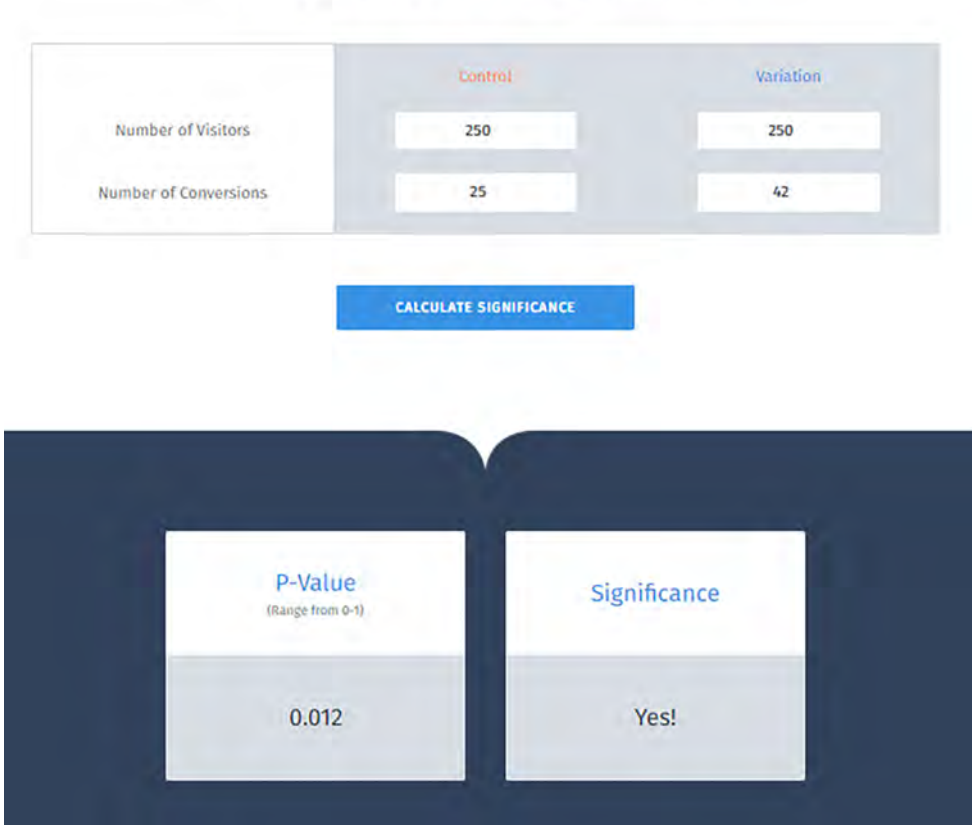 Control Variation
Number of Visitors 250 250
Number of Conversions 25 42
CALCULATE SIGNIFICANCE
P-Value
(Range from 0-1)
Significance
0.012 Yes!